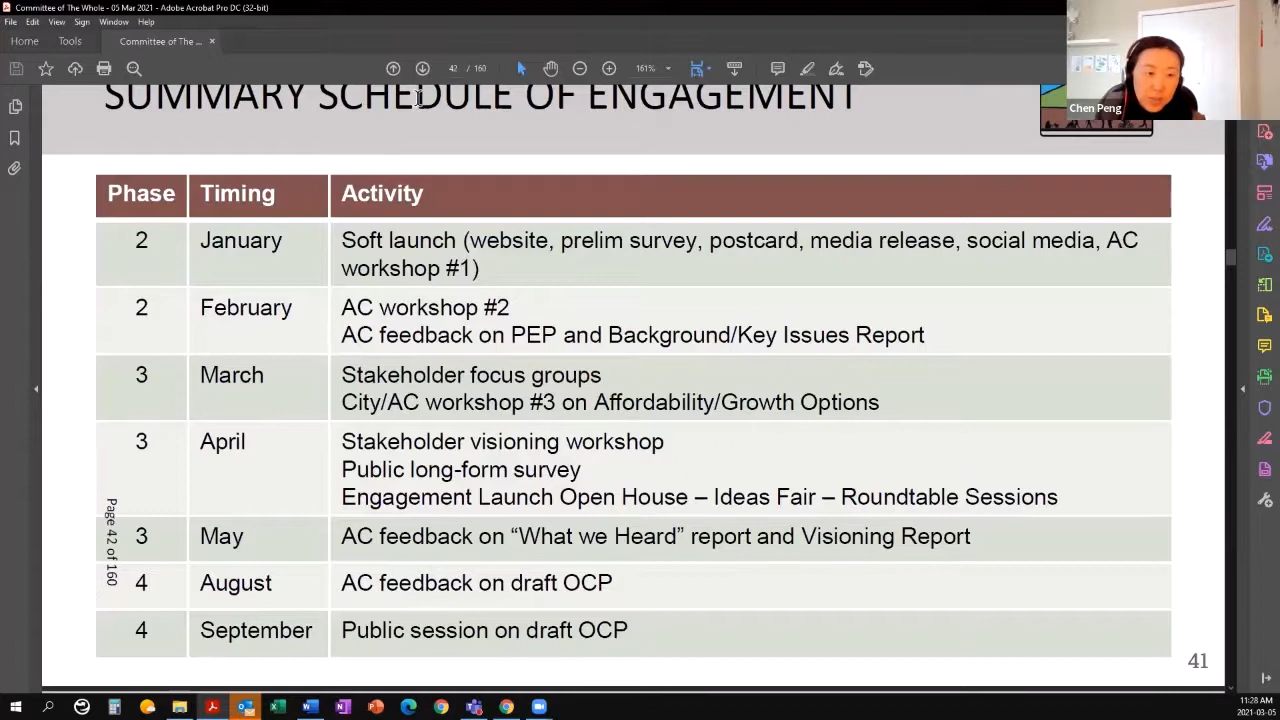 Committee of The Whole - 05 Mar 2021 - Adobe Acrobat Pro DC (32-bit)
File Edit View Sign Window Help
Home Tools Committee of The ... ×
42 / 160 161%
Chen Peng
SUMMARY SCHEDULE OF ENGAGEMENT
Phase Timing Activity
2 January Soft launch (website, prelim survey, postcard, media release, social media, AC
workshop #1)
2 February AC workshop #2
AC feedback on PEP and Background/Key Issues Report
3 March Stakeholder focus groups
City/AC workshop #3 on Affordability/Growth Options
3 April Stakeholder visioning workshop
Public long-form survey
Engagement Launch Open House – Ideas Fair – Roundtable Sessions
3 May AC feedback on “What we Heard” report and Visioning Report
4 August AC feedback on draft OCP
4 September Public session on draft OCP
Page 42 of 160
41
11:28 AM
2021-03-05